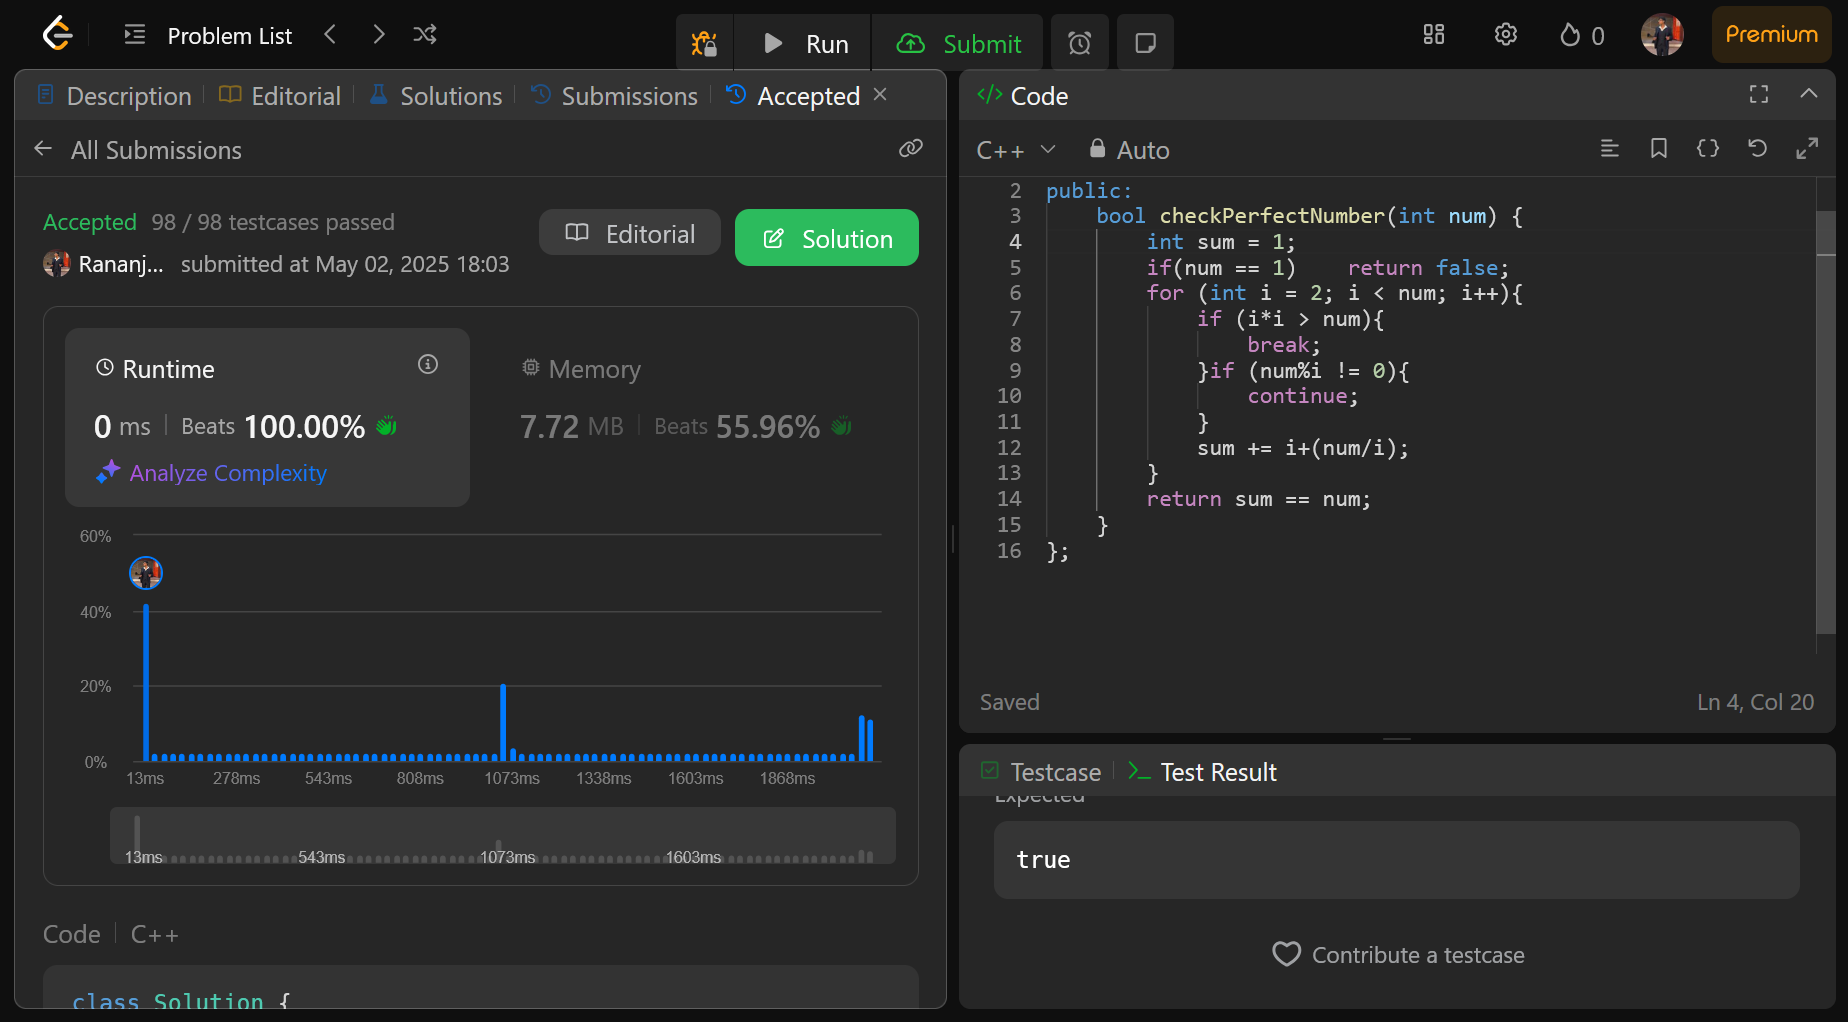 Problem List
Run
Submit
0
Premium
Description
Editorial
Solutions
Submissions
Accepted
All Submissions
Accepted 98 / 98 testcases passed
Rananj... submitted at May 02, 2025 18:03
Editorial
Solution
Runtime
0 ms
Beats 100.00%
Analyze Complexity
Memory
7.72 MB
Beats 55.96%
60%
40%
20%
0%
13ms 278ms 543ms 808ms 1073ms 1338ms 1603ms 1868ms
13ms 543ms 1073ms 1603ms
Code
C++
class Solution {
Code
C++
Auto
2 public:
3 bool checkPerfectNumber(int num) {
4 int sum = 1;
5 if(num == 1)    return false;
6 for (int i = 2; i < num; i++){
7 if (i*i > num){
8 break;
9 }if (num%i != 0){
10 continue;
11 }
12 sum += i+(num/i);
13 }
14 return sum == num;
15 }
16 };
Saved
Ln 4, Col 20
Testcase
Test Result
Expected
true
Contribute a testcase